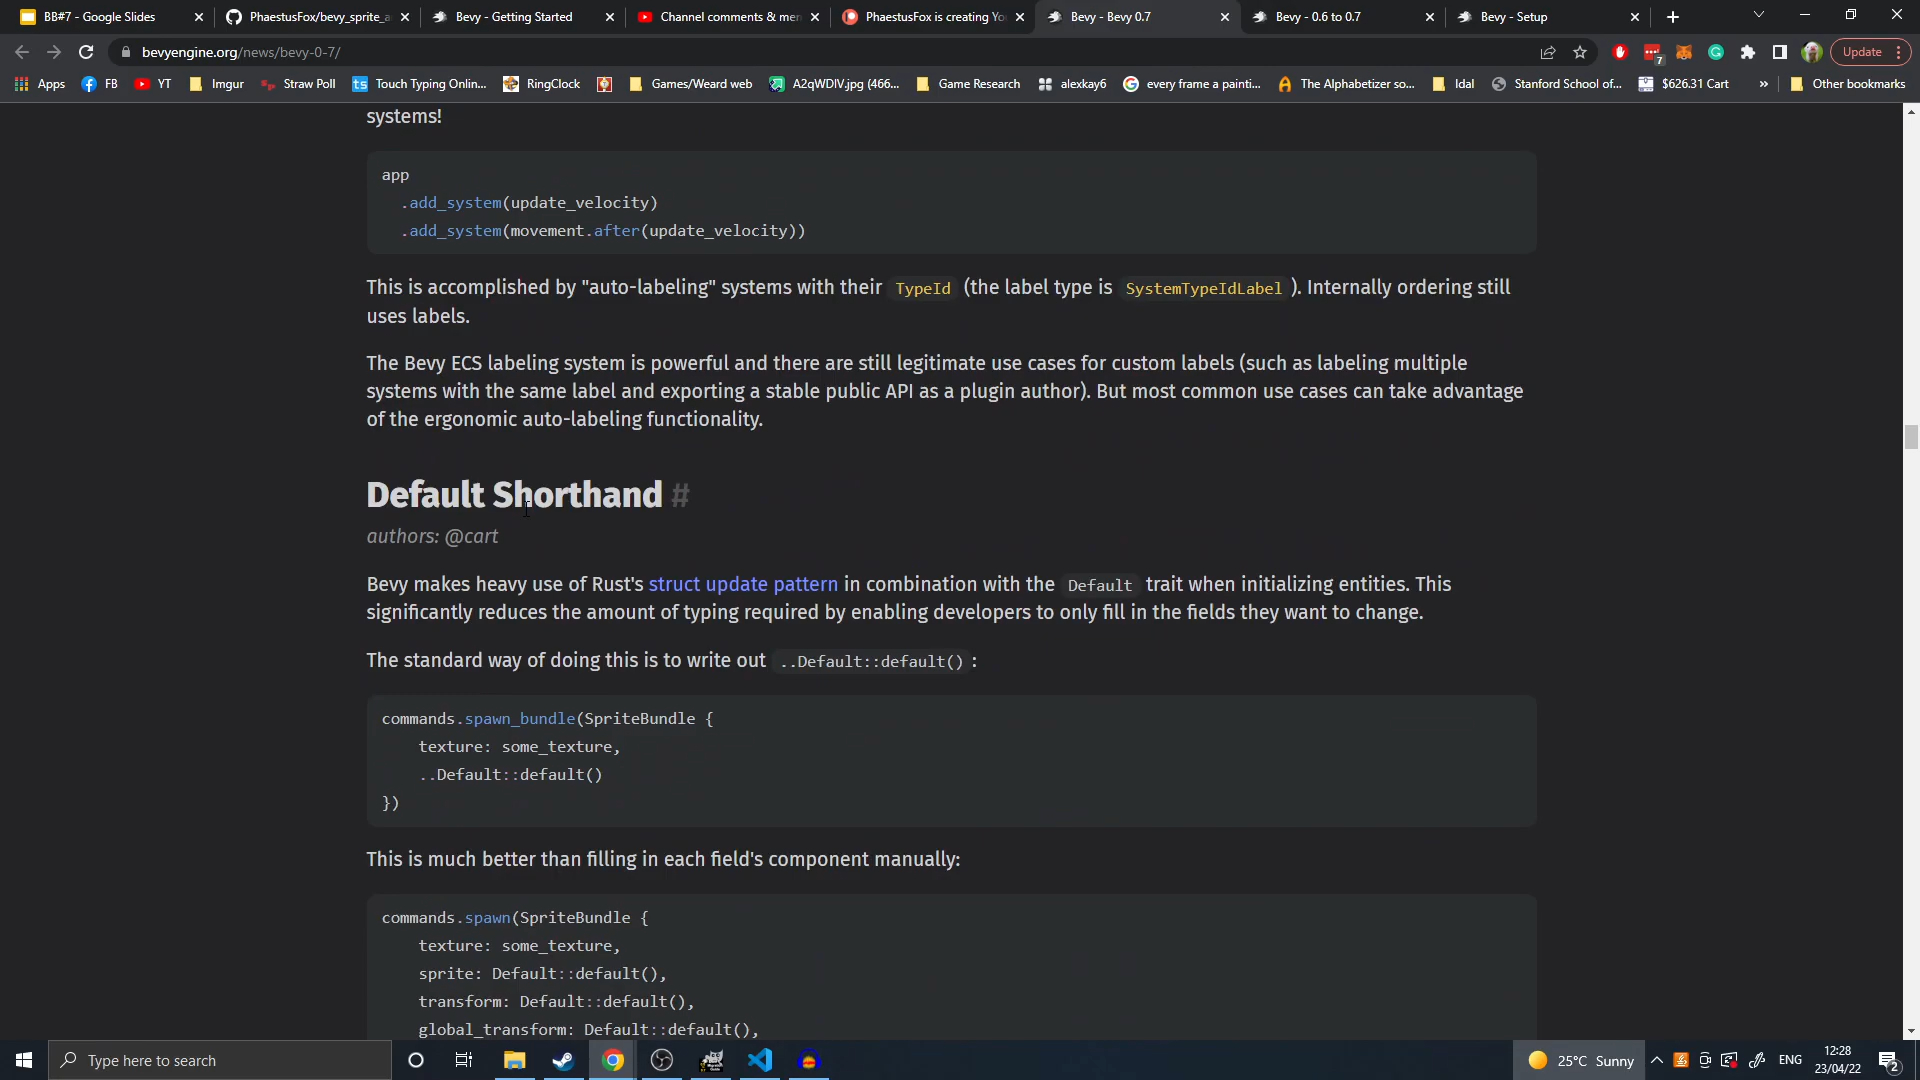 BB#7 - Google Slides
PhaestusFox/bevy_sprite_a
Bevy - Getting Started
Channel comments & men
PhaestusFox is creating Yo
Bevy - Bevy 0.7
Bevy - 0.6 to 0.7
Bevy - Setup
bevyengine.org/news/bevy-0-7/
7
Update
Apps
FB
YT
Imgur
Straw Poll
Touch Typing Onlin...
RingClock
Games/Weard web
A2qWDIV.jpg (466...
Game Research
alexkay6
every frame a painti...
The Alphabetizer so...
Idal
Stanford School of...
$626.31 Cart
»
Other bookmarks
systems!
app
.add_system(update_velocity)
.add_system(movement.after(update_velocity))
This is accomplished by "auto-labeling" systems with their TypeId (the label type is SystemTypeIdLabel ). Internally ordering still
uses labels.
The Bevy ECS labeling system is powerful and there are still legitimate use cases for custom labels (such as labeling multiple
systems with the same label and exporting a stable public API as a plugin author). But most common use cases can take advantage
of the ergonomic auto-labeling functionality.
Default Shorthand #
authors: @cart
Bevy makes heavy use of Rust's struct update pattern in combination with the Default trait when initializing entities. This
significantly reduces the amount of typing required by enabling developers to only fill in the fields they want to change.
The standard way of doing this is to write out ..Default::default() :
commands.spawn_bundle(SpriteBundle {
texture: some_texture,
..Default::default()
})
This is much better than filling in each field's component manually:
commands.spawn(SpriteBundle {
texture: some_texture,
sprite: Default::default(),
transform: Default::default(),
global_transform: Default::default(),
Type here to search
25°C Sunny
ENG
12:28
23/04/22
2